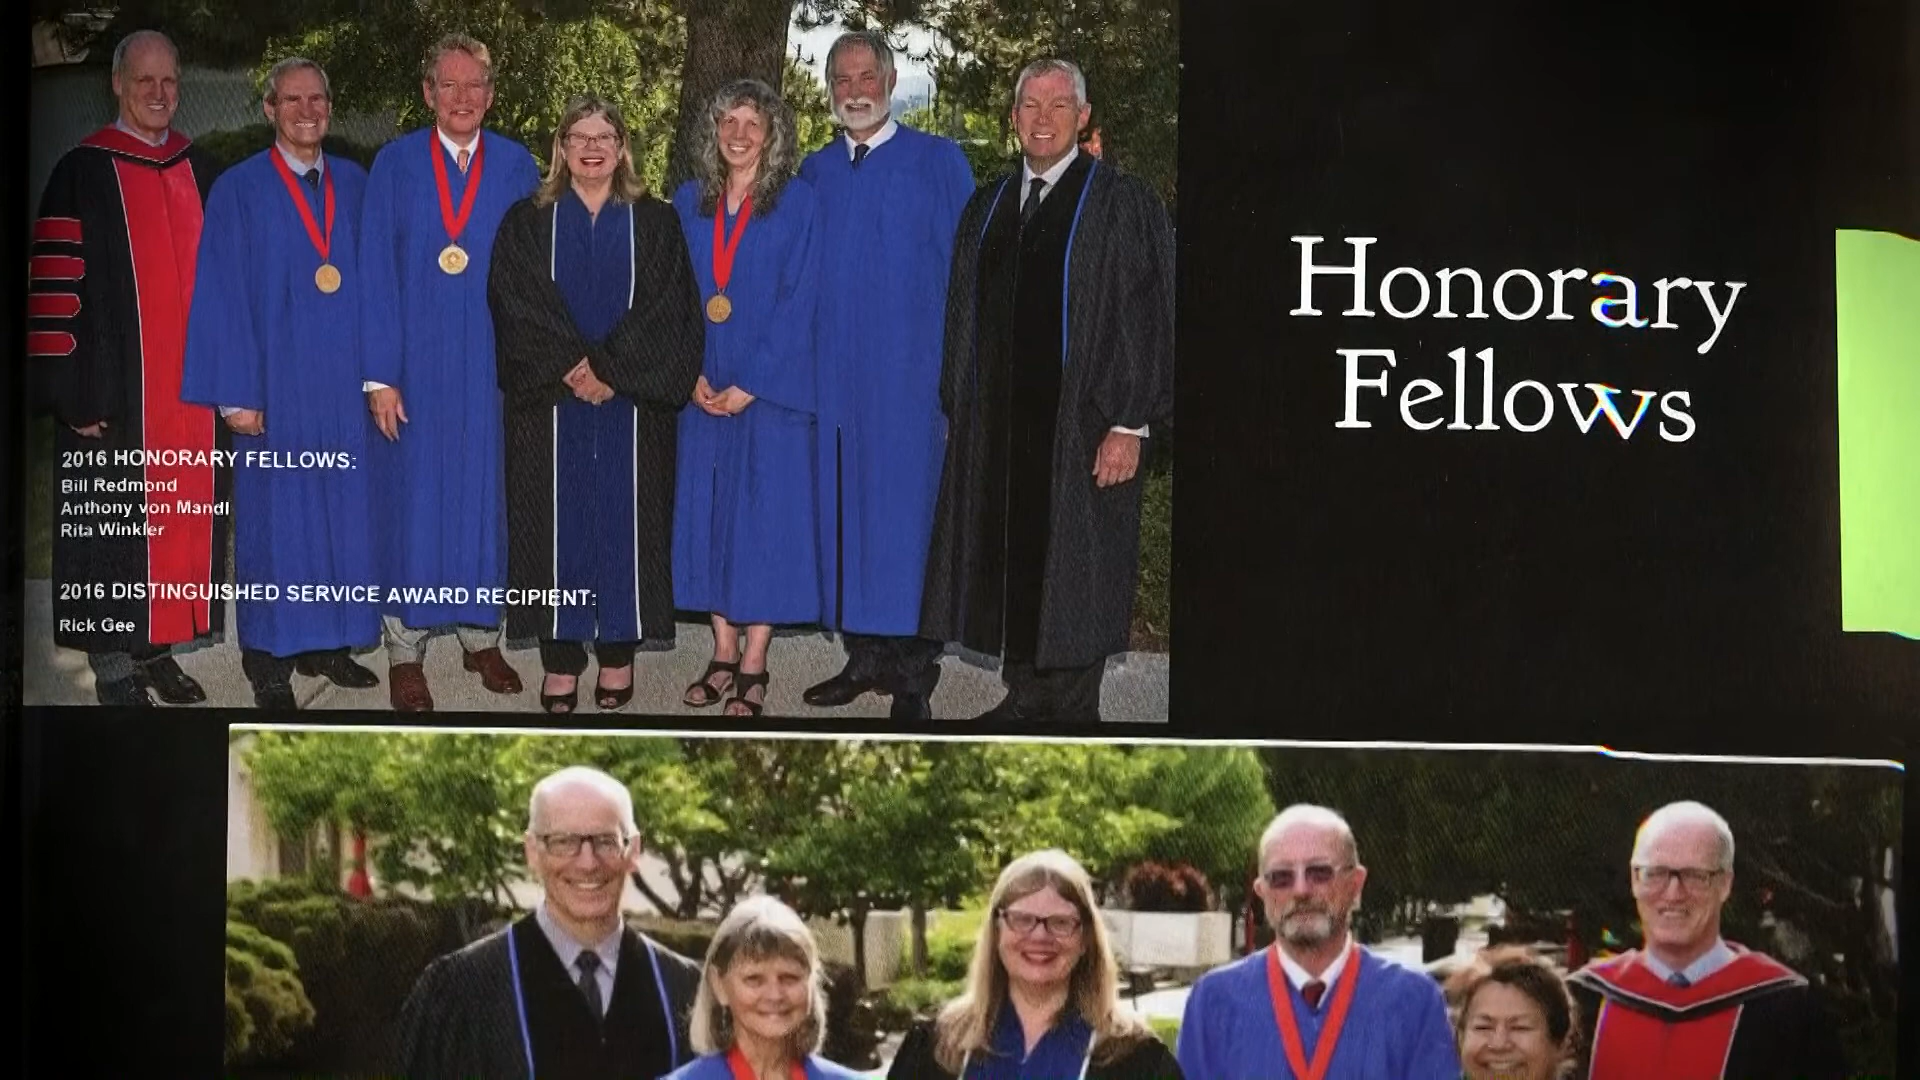 Honorary
Fellows
2016 HONORARY FELLOWS:
Bill Redmond
Anthony von Mandl
Rita Winkler
2016 DISTINGUISHED SERVICE AWARD RECIPIENT:
Rick Gee